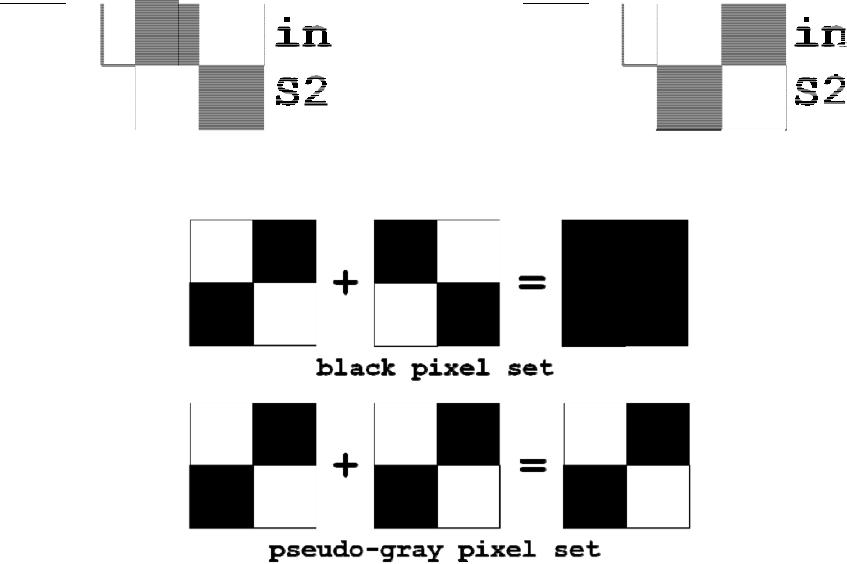 in in
S2 S2
+ =
black pixel set
+ =
pseudo-gray pixel set